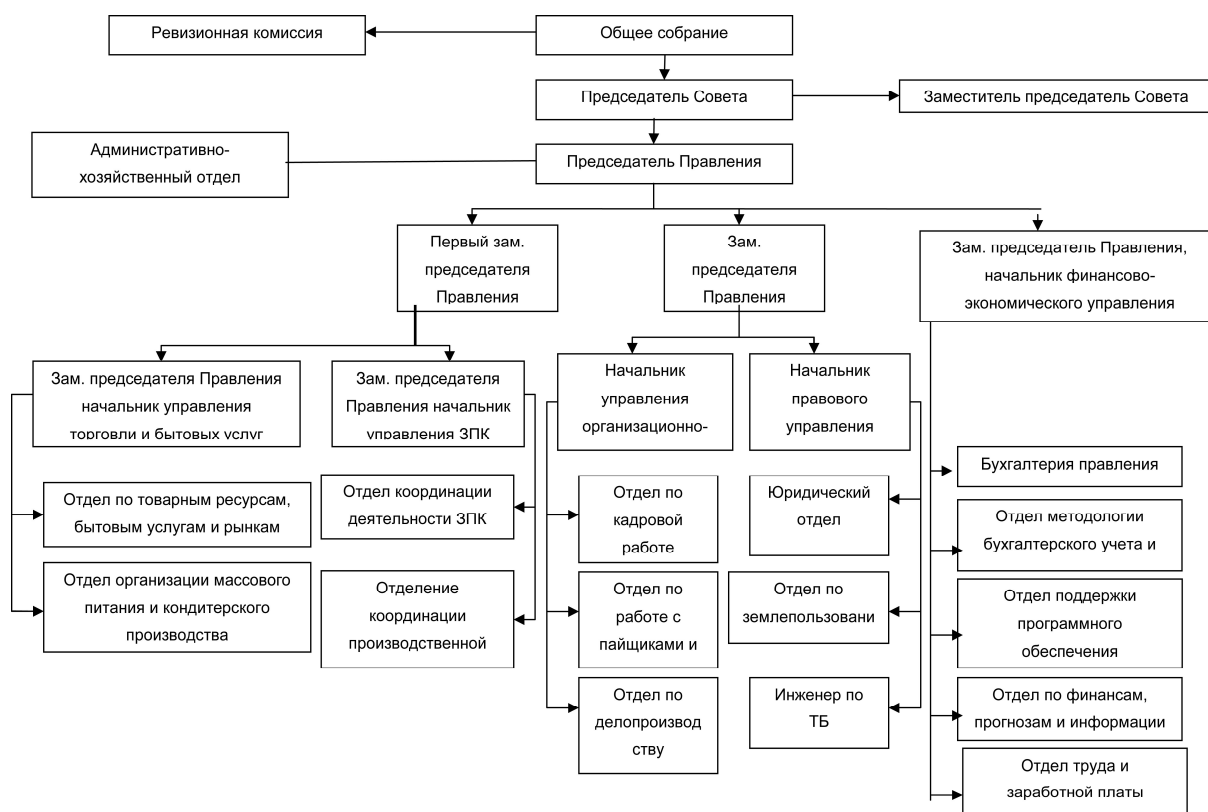 Ревизионная комиссия
Общее собрание
Председатель Совета
Заместитель председатель Совета
Административно-
хозяйственный отдел
Председатель Правления
Первый зам.
председателя
Правления
Зам.
председателя
Правления
Зам. председатель Правления,
начальник финансово-
экономического управления
Зам. председателя Правления
начальник управления
торговли и бытовых услуг
Зам. председателя
Правления начальник
управления ЗПК
Начальник
управления
организационно-
Начальник
правового
управления
Отдел по товарным ресурсам,
бытовым услугам и рынкам
Отдел организации массового
питания и кондитерского
производства
Отдел координации
деятельности ЗПК
Отделение
координации
производственной
Отдел по
кадровой
работе
Отдел по
работе с
пайщиками и
Отдел по
делопроизвод
ству
Юридический
отдел
Отдел по
землепользовани
Инженер по
ТБ
Бухгалтерия правления
Отдел методологии
бухгалтерского учета и
Отдел поддержки
программного
обеспечения
Отдел по финансам,
прогнозам и информации
Отдел труда и
заработной платы